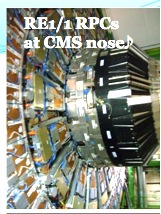 RE1/1 RPCs
at CMS nose♪